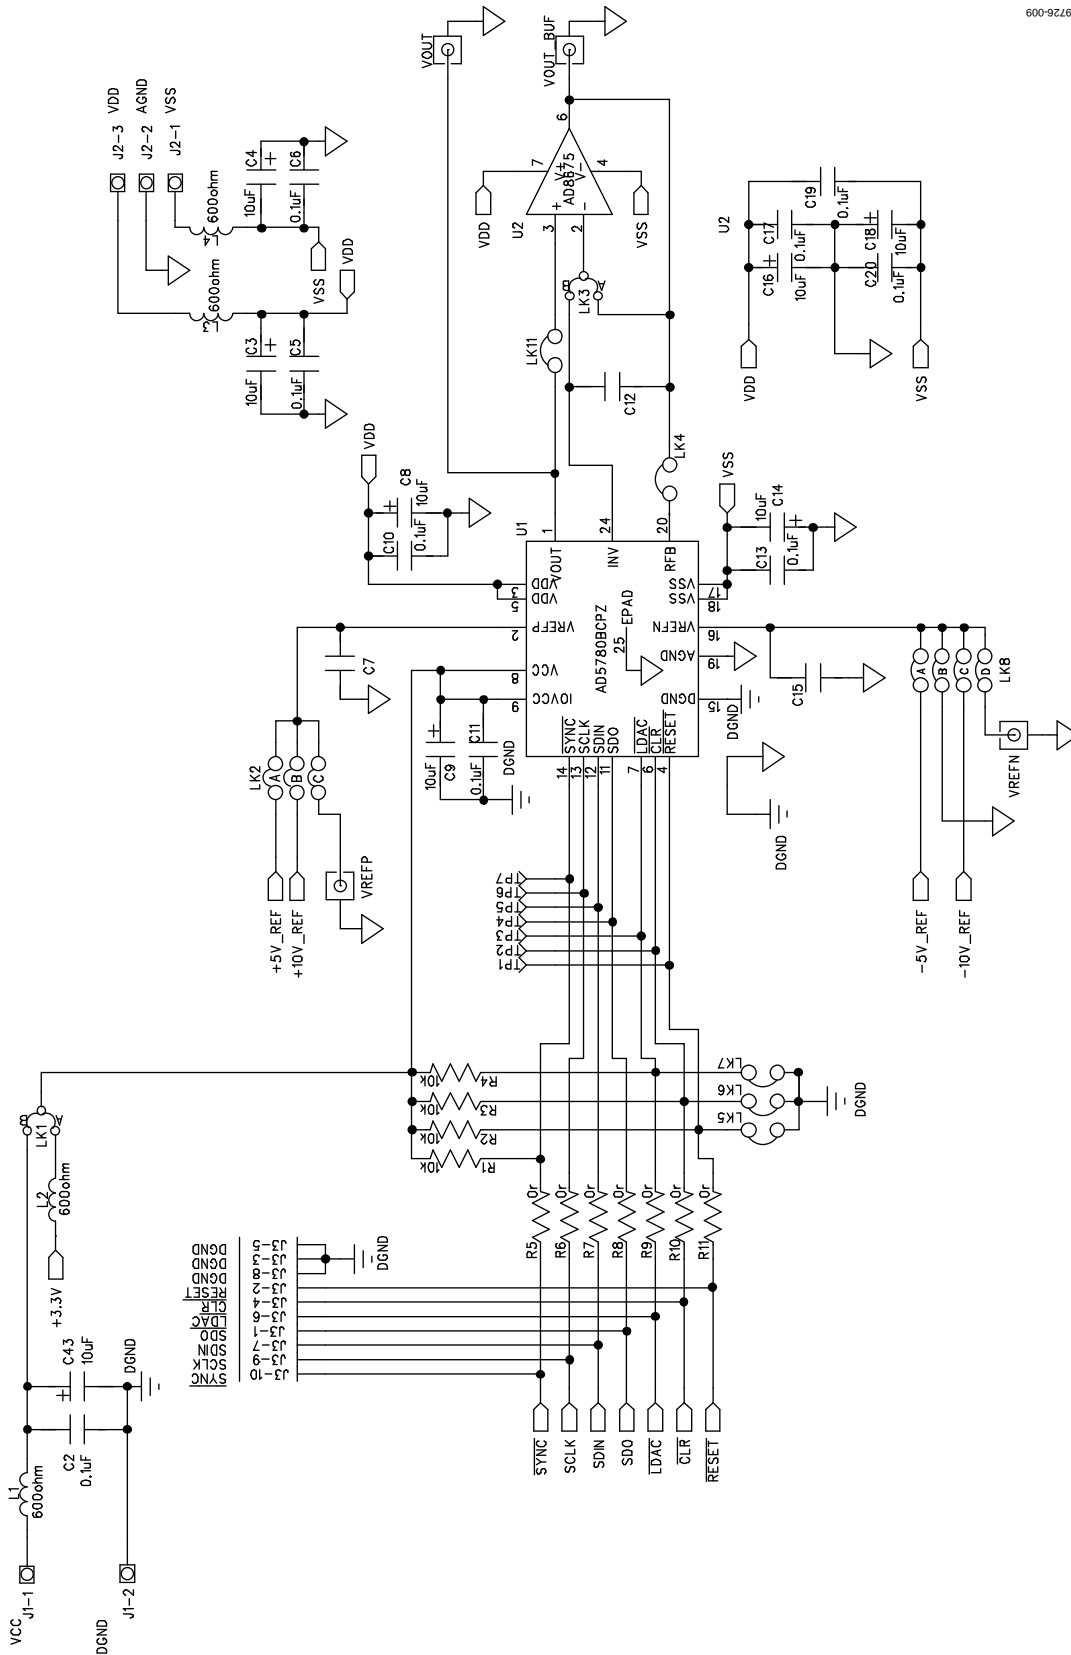 9726-009
J2-3 VDD
J2-2 AGND
J2-1 VSS
L4
600ohm
L3
600ohm
C4
10uF
C6
0.1uF
VSS
VDD
C3
10uF
C5
0.1uF
VOUT
VOUT_BUF
VDD
U2
AD8675
V+
V-
7
6
4
3
2
VSS
LK11
LK3
B
A
C12
LK4
U2
VDD
C16
10uF
C17
0.1uF
C19
0.1uF
C20
0.1uF
C18
10uF
VSS
VDD
C8
10uF
C10
0.1uF
U1
AD5780BCPZ
25 EPAD
1
VOUT
24
INV
20
RFB
3
VDD
5
VDD
2
VREFP
8
VCC
9
IOVCC
17
VSS
18
VSS
16
VREFN
19
AGND
15
DGND
14
SYNC
13
SCLK
12
SDIN
11
SDO
7
LDAC
6
CLR
4
RESET
VSS
C14
10uF
C13
0.1uF
C7
C9
10uF
C11
0.1uF
DGND
DGND
C15
DGND
LK2
A
B
C
+5V_REF
+10V_REF
VREFP
LK8
A
B
C
D
VREFN
-5V_REF
-10V_REF
TP7
TP6
TP5
TP4
TP3
TP2
TP1
LK1
B
A
L2
600ohm
+3.3V
C43
10uF
C2
0.1uF
DGND
L1
600ohm
VCC
J1-1
DGND
J1-2
R4
10k
R3
10k
R2
10k
R1
10k
LK7
LK6
LK5
DGND
R5
0r
R6
0r
R7
0r
R8
0r
R9
0r
R10
0r
R11
0r
DGND J3-5
DGND J3-3
DGND J3-8
RESET J3-2
CLR J3-4
LDAC J3-6
SDO J3-1
SDIN J3-7
SCLK J3-9
SYNC J3-10
DGND
SYNC
SCLK
SDIN
SDO
LDAC
CLR
RESET